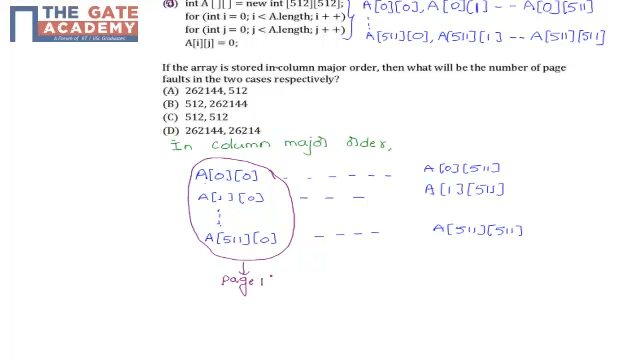 THE GATE ACADEMY
A Forum of IIT / IISc Graduates
int A [ ][ ] = new int [512][512];
for (int i = 0; i < A.length; i + +)
for (int j = 0; j < A.length; j + +)
A[i][j] = 0;
A[0][0], A[0][1] -- A[0][511]
A[511][0], A[511][1] -- A[511][511]
If the array is stored in column major order, then what will be the number of page
faults in the two cases respectively?
(A) 262144, 512
(B) 512, 262144
(C) 512, 512
(D) 262144, 26214
In column major order,
A[0][0] - - - - - - A[0][511]
A[1][0] - - - A[1][511]
A[511][0] - - - - A[511][511]
page 1